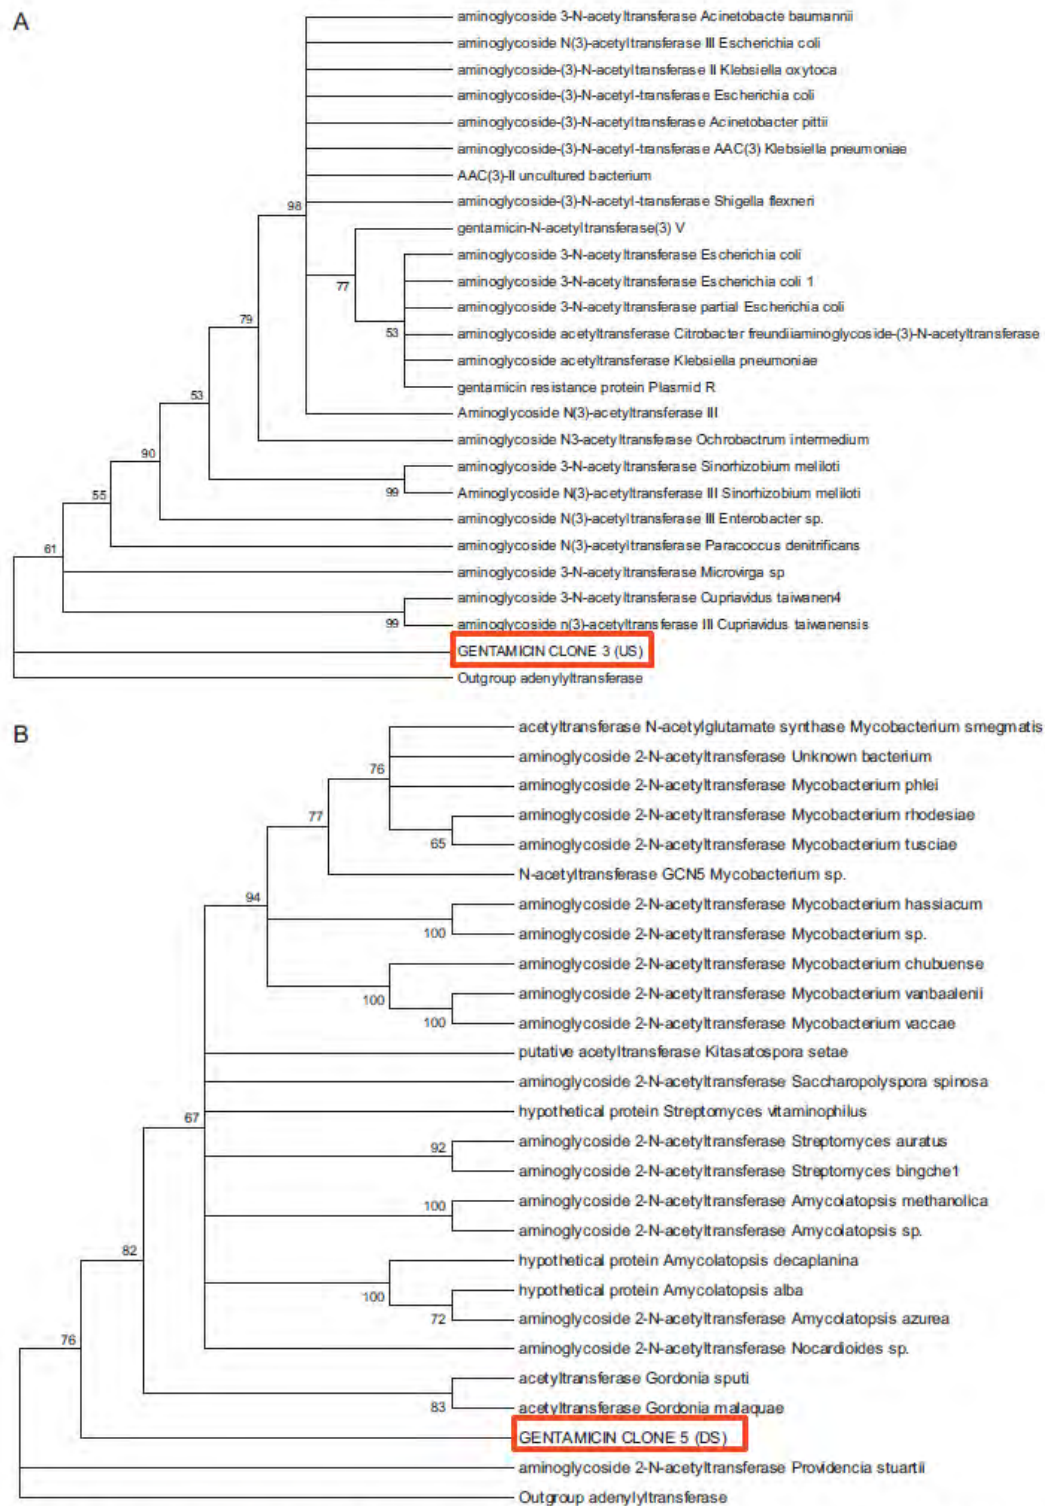 A
aminoglycoside 3-N-acetyltransferase Acinetobacte baumannii
aminoglycoside N(3)-acetyltransferase III Escherichia coli
aminoglycoside-(3)-N-acetyltransferase II Klebsiella oxytoca
aminoglycoside-(3)-N-acetyl-transferase Escherichia coli
aminoglycoside-(3)-N-acetyltransferase Acinetobacter pittii
aminoglycoside-(3)-N-acetyl-transferase AAC(3) Klebsiella pneumoniae
AAC(3)-II uncultured bacterium
aminoglycoside-(3)-N-acetyl-transferase Shigella flexneri
98
gentamicin-N-acetyltransferase(3) V
aminoglycoside 3-N-acetyltransferase Escherichia coli
aminoglycoside 3-N-acetyltransferase Escherichia coli 1
77
aminoglycoside 3-N-acetyltransferase partial Escherichia coli
79
53
aminoglycoside acetyltransferase Citrobacter freundiiaminoglycoside-(3)-N-acetyltransferase
aminoglycoside acetyltransferase Klebsiella pneumoniae
gentamicin resistance protein Plasmid R
53
Aminoglycoside N(3)-acetyltransferase III
aminoglycoside N3-acetyltransferase Ochrobactrum intermedium
90
aminoglycoside 3-N-acetyltransferase Sinorhizobium meliloti
99
Aminoglycoside N(3)-acetyltransferase III Sinorhizobium meliloti
55
aminoglycoside N(3)-acetyltransferase III Enterobacter sp.
aminoglycoside N(3)-acetyltransferase Paracoccus denitrificans
61
aminoglycoside 3-N-acetyltransferase Microvirga sp
aminoglycoside 3-N-acetyltransferase Cupriavidus taiwanen4
99
aminoglycoside n(3)-acetyltransferase III Cupriavidus taiwanensis
GENTAMICIN CLONE 3 (US)
Outgroup adenylyltransferase
B
acetyltransferase N-acetylglutamate synthase Mycobacterium smegmatis
aminoglycoside 2-N-acetyltransferase Unknown bacterium
76
aminoglycoside 2-N-acetyltransferase Mycobacterium phlei
77
aminoglycoside 2-N-acetyltransferase Mycobacterium rhodesiae
65
aminoglycoside 2-N-acetyltransferase Mycobacterium tusciae
N-acetyltransferase GCN5 Mycobacterium sp.
94
aminoglycoside 2-N-acetyltransferase Mycobacterium hassiacum
100
aminoglycoside 2-N-acetyltransferase Mycobacterium sp.
aminoglycoside 2-N-acetyltransferase Mycobacterium chubuense
100
aminoglycoside 2-N-acetyltransferase Mycobacterium vanbaalenii
100
aminoglycoside 2-N-acetyltransferase Mycobacterium vaccae
putative acetyltransferase Kitasatospora setae
aminoglycoside 2-N-acetyltransferase Saccharopolyspora spinosa
67
hypothetical protein Streptomyces vitaminophilus
92
aminoglycoside 2-N-acetyltransferase Streptomyces auratus
aminoglycoside 2-N-acetyltransferase Streptomyces bingche1
100
aminoglycoside 2-N-acetyltransferase Amycolatopsis methanolica
aminoglycoside 2-N-acetyltransferase Amycolatopsis sp.
82
hypothetical protein Amycolatopsis decaplanina
100
hypothetical protein Amycolatopsis alba
72
aminoglycoside 2-N-acetyltransferase Amycolatopsis azurea
76
aminoglycoside 2-N-acetyltransferase Nocardioides sp.
acetyltransferase Gordonia sputi
83
acetyltransferase Gordonia malaquae
GENTAMICIN CLONE 5 (DS)
aminoglycoside 2-N-acetyltransferase Providencia stuartii
Outgroup adenylyltransferase